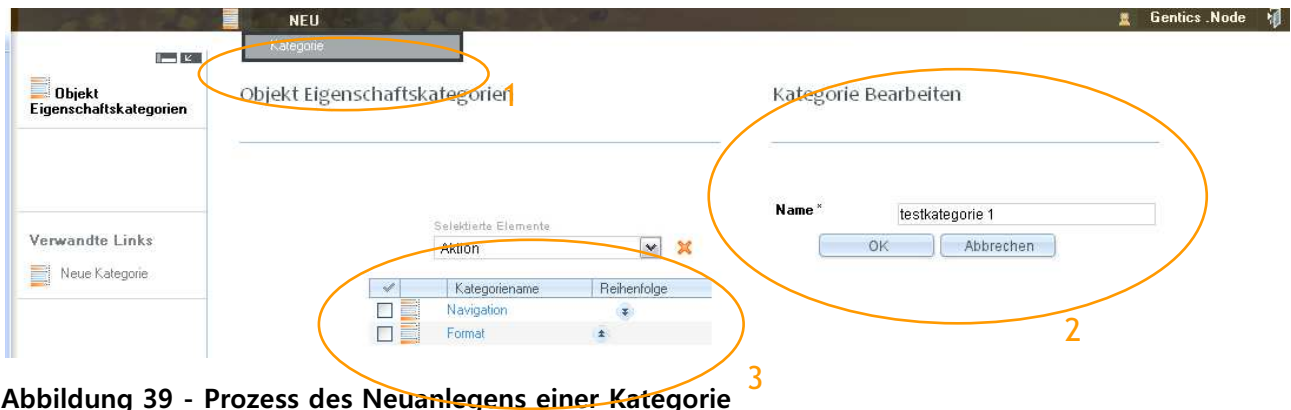 NEU
Gentics .Node
Kategorie
1
Objekt
Eigenschaftskategorien
Objekt Eigenschaftskategorien
Kategorie Bearbeiten
Name *
testkategorie 1
OK
Abbrechen
Selektierte Elemente
Aktion
Verwandte Links
Neue Kategorie
Kategoriename
Reihenfolge
Navigation
Format
2
3
Abbildung 39 - Prozess des Neuanlegens einer Kategorie